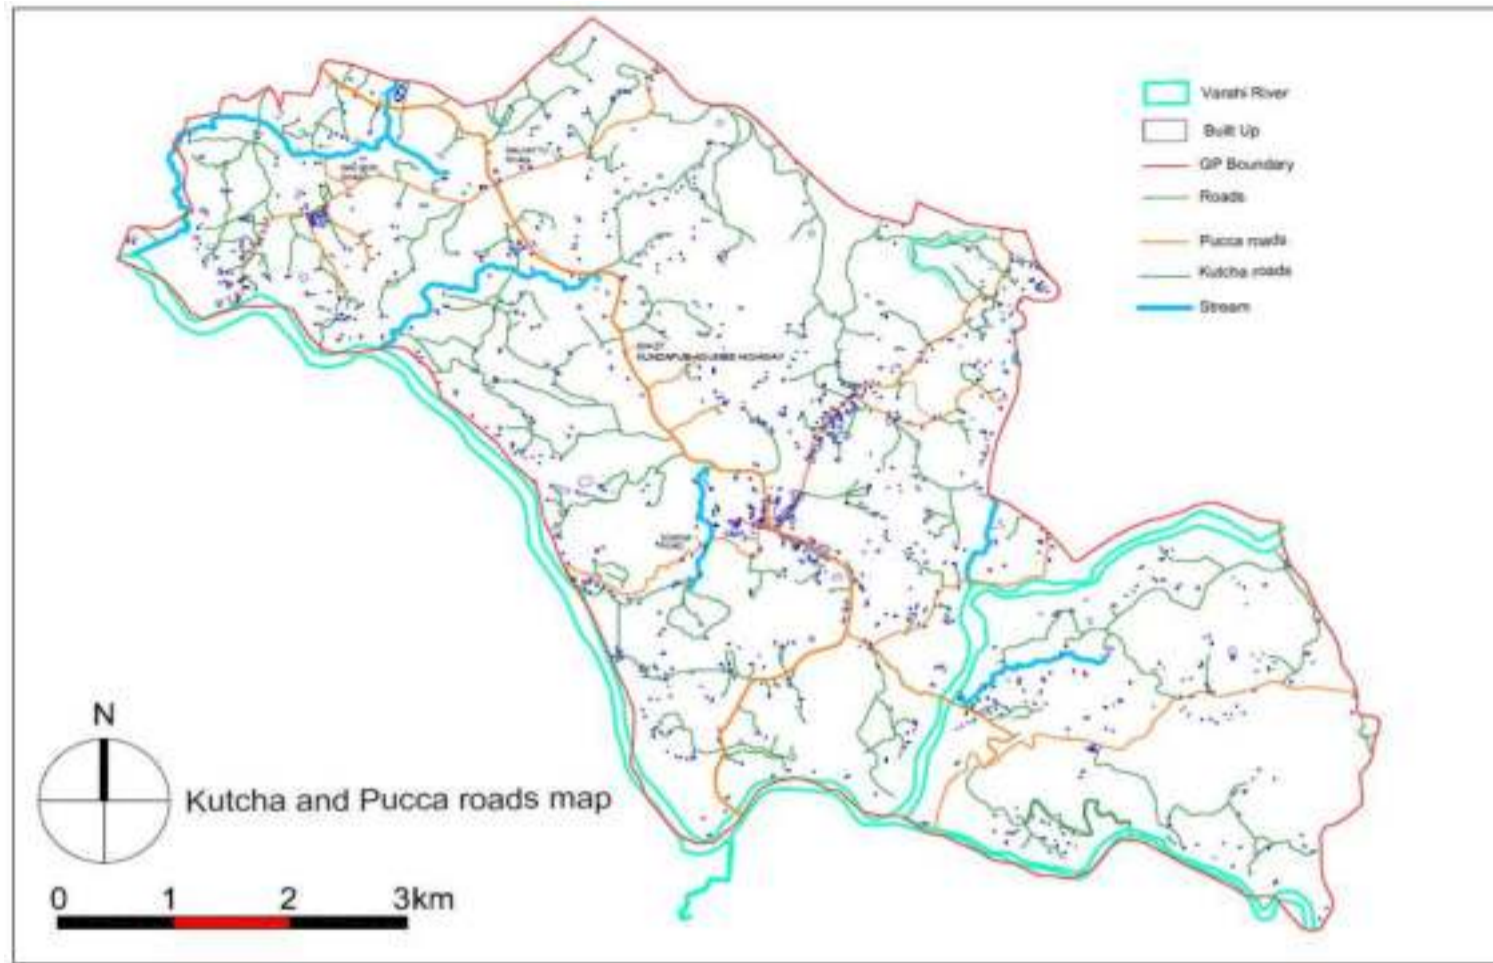 Varahi River
Built Up
GP Boundary
Roads
Pucca roads
Kutcha roads
Stream
ROAD
N
Kutcha and Pucca roads map
0 1 2 3km